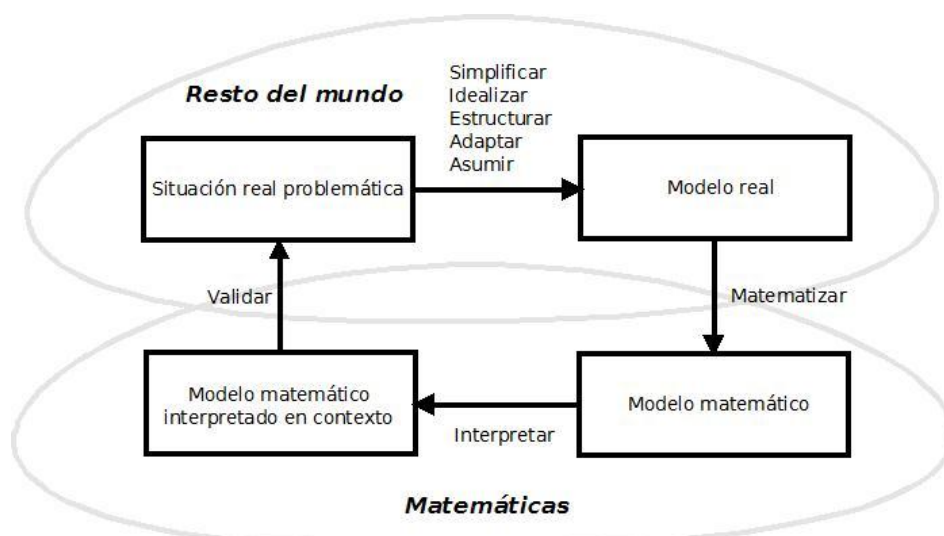 Resto del mundo
Simplificar
Idealizar
Estructurar
Adaptar
Asumir
Situación real problemática
Modelo real
Validar
Matematizar
Modelo matemático
interpretado en contexto
Interpretar
Modelo matemático
Matemáticas